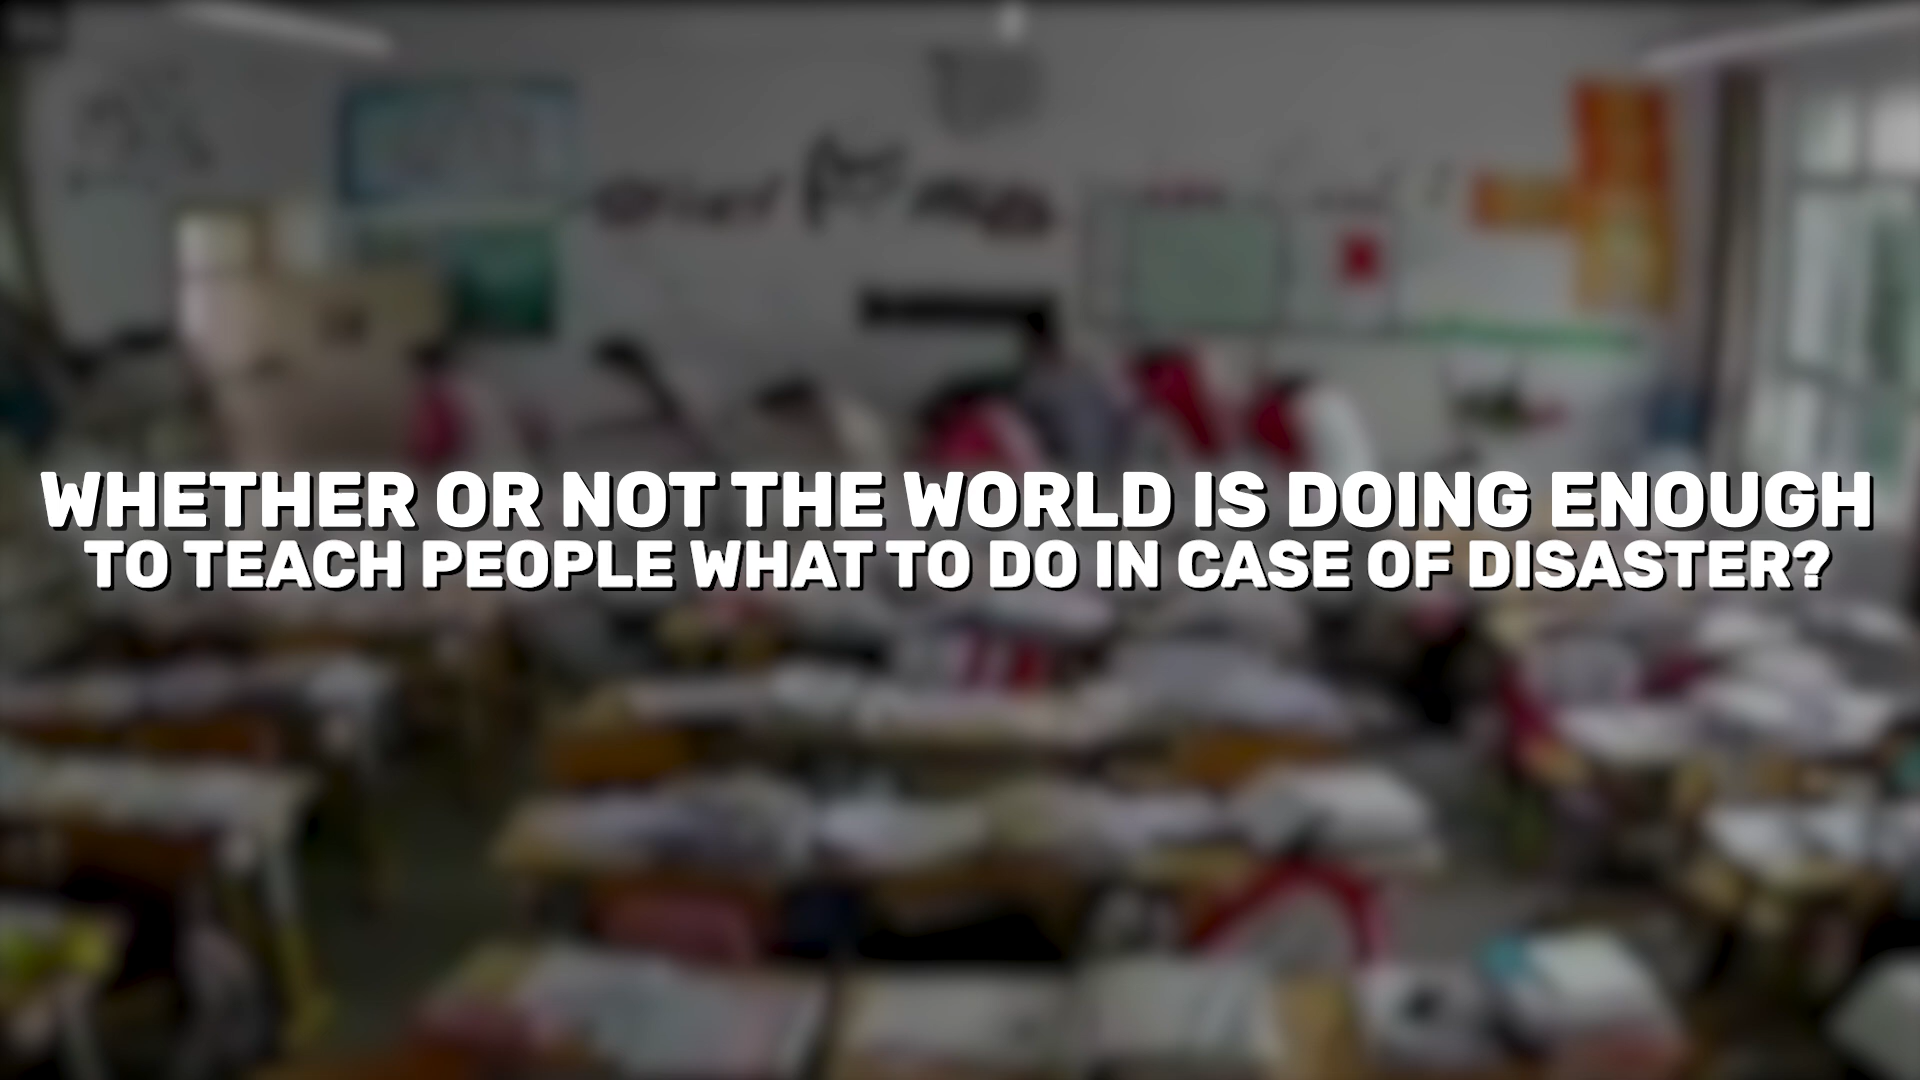 WHETHER OR NOT THE WORLD IS DOING ENOUGH
TO TEACH PEOPLE WHAT TO DO IN CASE OF DISASTER?